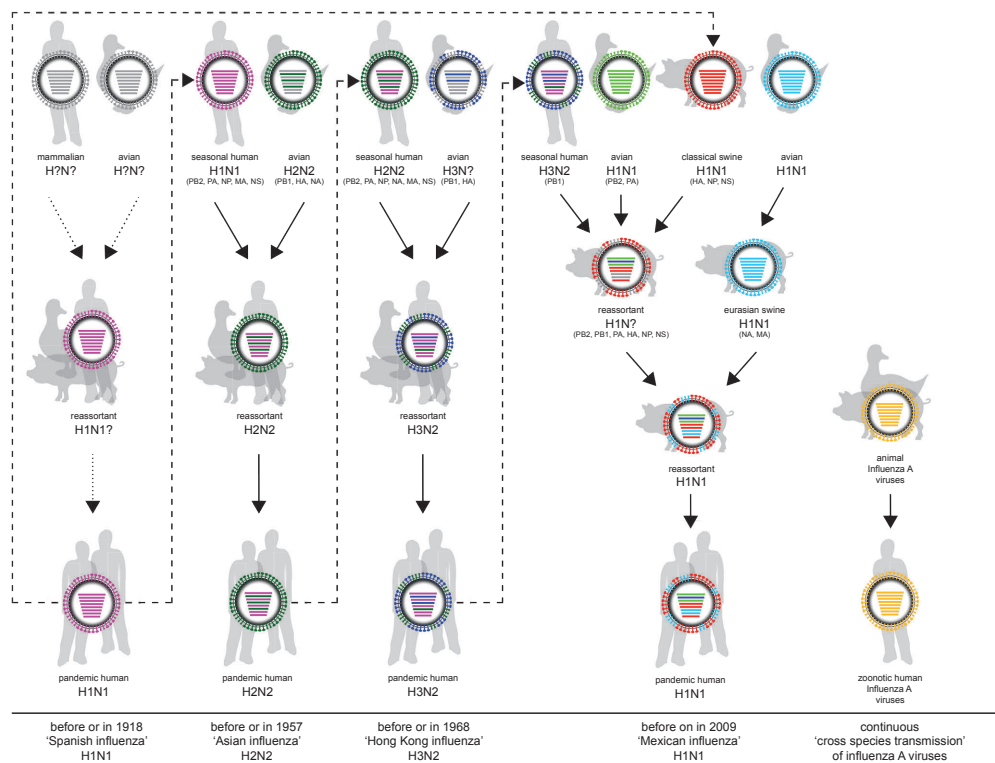 mammalian
H?N?
avian
H?N?
seasonal human
H1N1
(PB2, PA, NP, MA, NS)
avian
H2N2
(PB1, HA, NA)
seasonal human
H2N2
(PB2, PA, NP, NA, MA, NS)
avian
H3N?
(PB1, HA)
seasonal human
H3N2
(PB1)
avian
H1N1
(PB2, PA)
classical swine
H1N1
(HA, NP, NS)
avian
H1N1
reassortant
H1N?
(PB2, PB1, PA, HA, NP, NS)
eurasian swine
H1N1
(NA, MA)
reassortant
H1N1?
reassortant
H2N2
reassortant
H3N2
reassortant
H1N1
animal
Influenza A
viruses
pandemic human
H1N1
pandemic human
H2N2
pandemic human
H3N2
pandemic human
H1N1
zoonotic human
Influenza A
viruses
before or in 1918
'Spanish influenza'
H1N1
before or in 1957
'Asian influenza'
H2N2
before or in 1968
'Hong Kong influenza'
H3N2
before on in 2009
'Mexican influenza'
H1N1
continuous
'cross species transmission'
of influenza A viruses